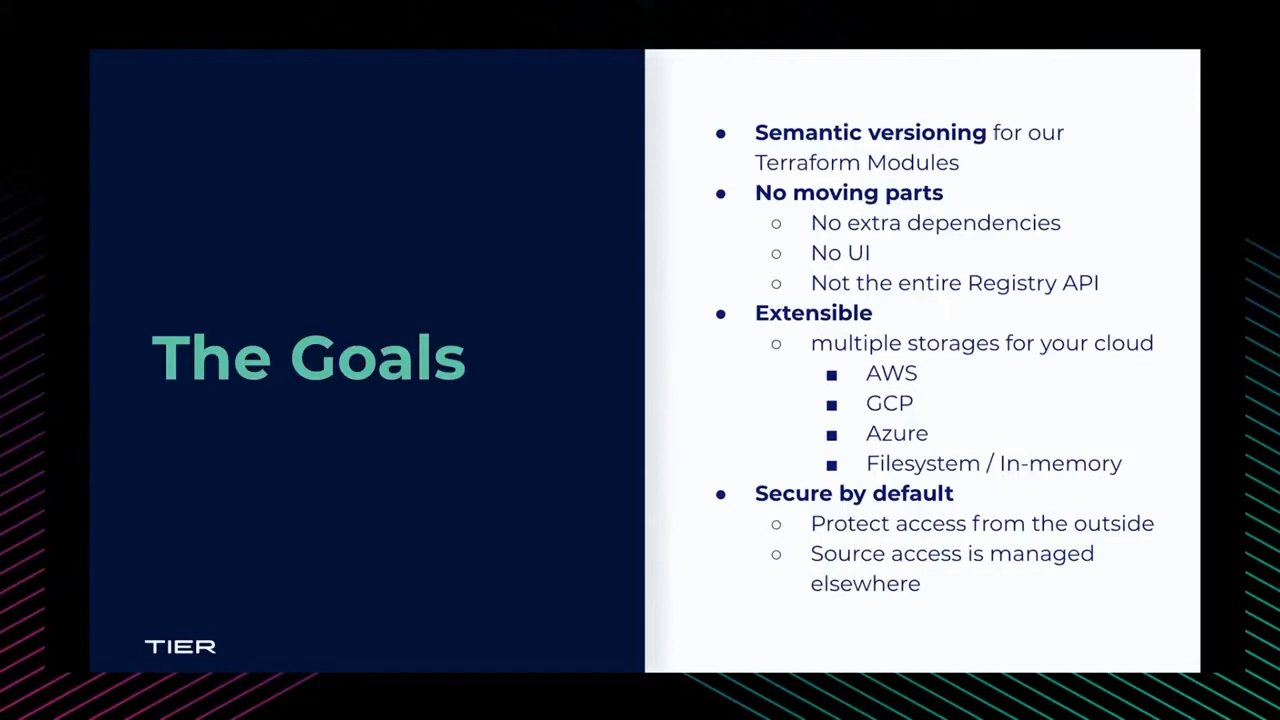 The Goals
TIER
● Semantic versioning for our
Terraform Modules
● No moving parts
○ No extra dependencies
○ No UI
○ Not the entire Registry API
● Extensible
○ multiple storages for your cloud
■ AWS
■ GCP
■ Azure
■ Filesystem / In-memory
● Secure by default
○ Protect access from the outside
○ Source access is managed
elsewhere